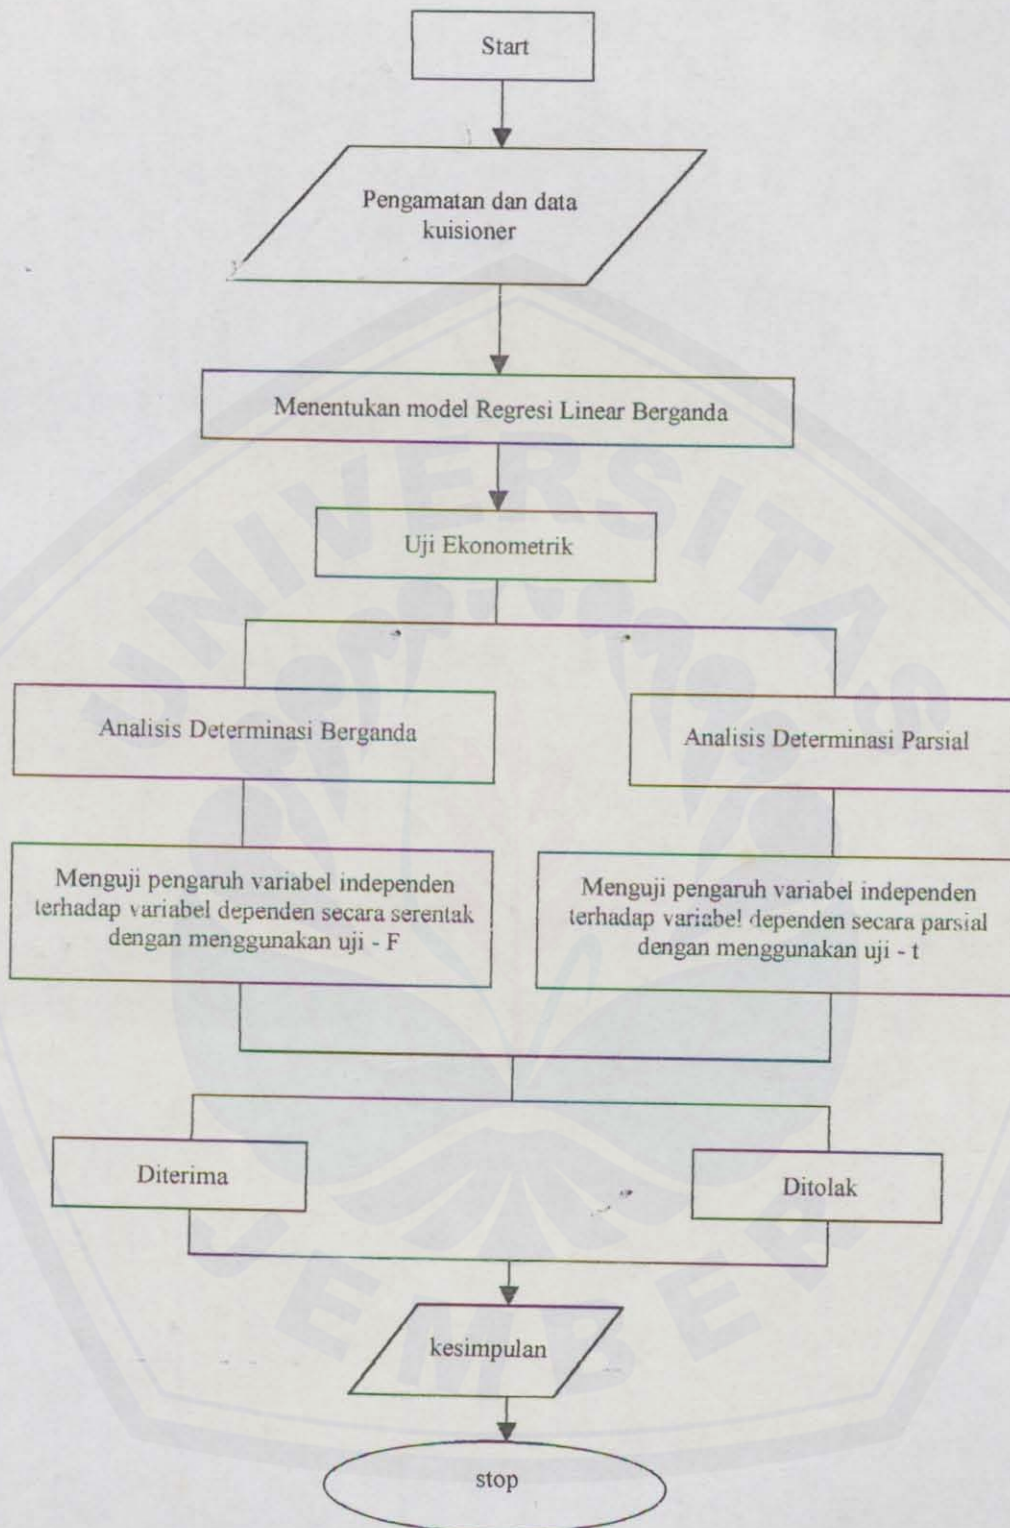 Start
Pengamatan dan data
kuisioner
Menentukan model Regresi Linear Berganda
Uji Ekonometrik
Analisis Determinasi Berganda
Analisis Determinasi Parsial
Menguji pengaruh variabel independen
terhadap variabel dependen secara serentak
dengan menggunakan uji - F
Menguji pengaruh variabel independen
terhadap variabel dependen secara parsial
dengan menggunakan uji - t
Diterima
Ditolak
kesimpulan
stop
UNIVERSITAS
JEMBER